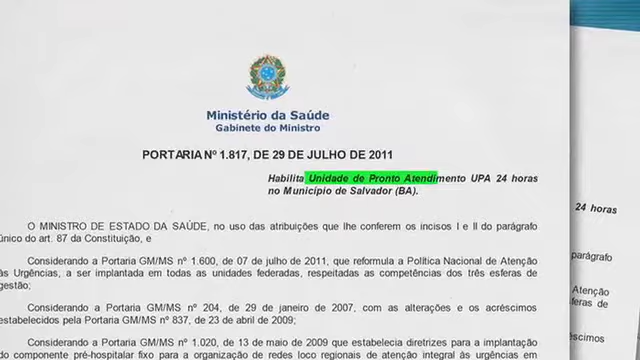 Ministério da Saúde
Gabinete do Ministro
PORTARIA Nº 1.817, DE 29 DE JULHO DE 2011
Habilita Unidade de Pronto Atendimento UPA 24 horas
no Município de Salvador (BA).
O MINISTRO DE ESTADO DA SAÚDE, no uso das atribuições que lhe conferem os incisos I e II do parágrafo
único do art. 87 da Constituição, e
Considerando a Portaria GM/MS nº 1.600, de 07 de julho de 2011, que reformula a Política Nacional de Atenção
às Urgências, a ser implantada em todas as unidades federadas, respeitadas as competências dos três esferas de
gestão;
Considerando a Portaria GM/MS nº 204, de 29 de janeiro de 2007, com as alterações e os acréscimos
estabelecidos pela Portaria GM/MS nº 837, de 23 de abril de 2009;
Considerando a Portaria GM/MS nº 1.020, de 13 de maio de 2009 que estabelece diretrizes para a implantação
do componente pré-hospitalar fixo para a organização de redes loco regionais de atenção integral às urgências em
24 horas
parágrafo
Atenção
feras de
créscimos